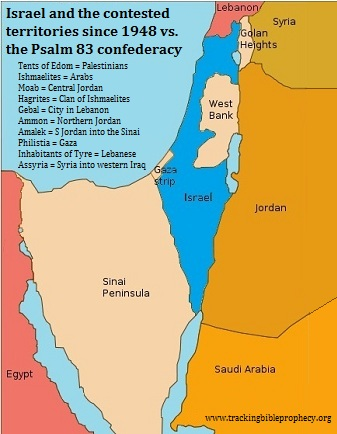 Israel and the contested
territories since 1948 vs.
the Psalm 83 confederacy
Tents of Edom = Palestinians
Ishmaelites = Arabs
Moab = Central Jordan
Hagrites = Clan of Ishmaelites
Gebal = City in Lebanon
Ammon = Northern Jordan
Amalek = S Jordan into the Sinai
Philistia = Gaza
Inhabitants of Tyre = Lebanese
Assyria = Syria into western Iraq
Lebanon
Syria
Golan
Heights
West
Bank
Gaza
strip
Israel
Jordan
Sinai
Peninsula
Egypt
Saudi Arabia
www.trackingbibleprophecy.org